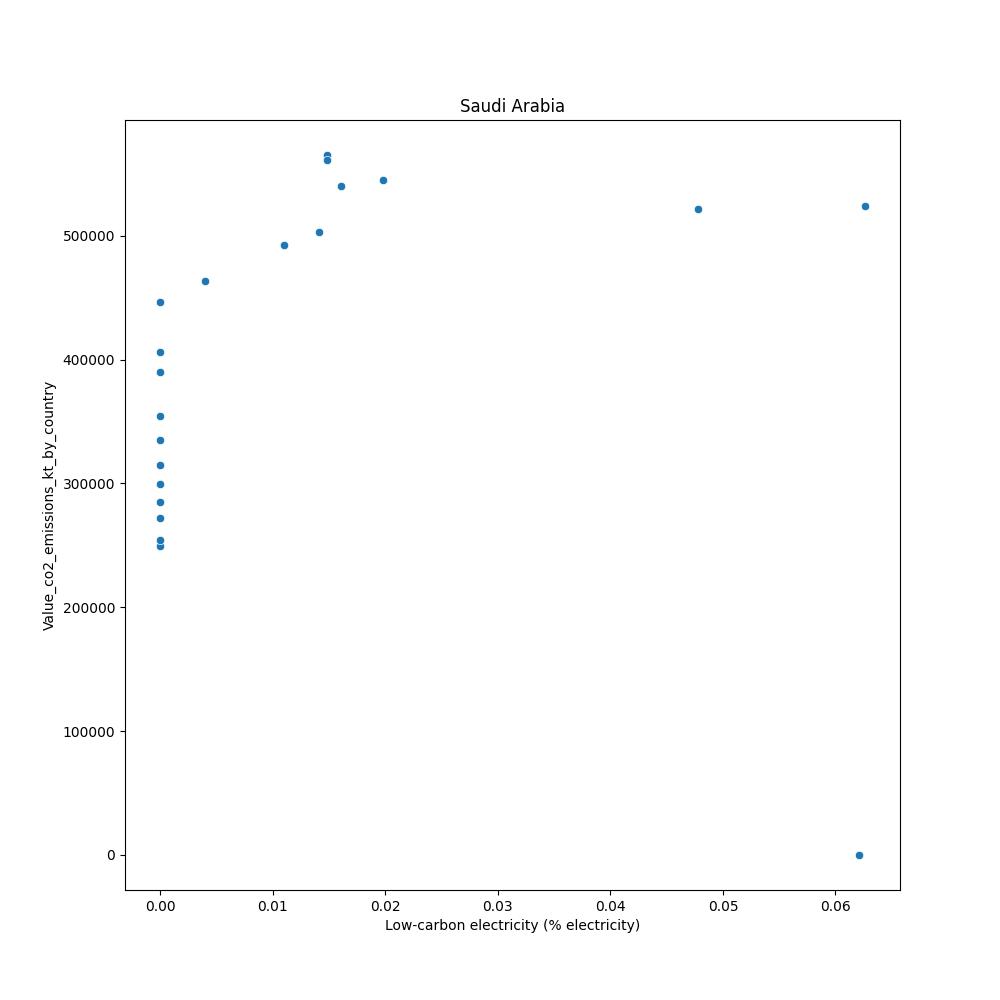 Saudi Arabia
Value_co2_emissions_kt_by_country
500000
400000
300000
200000
100000
0
0.00 0.01 0.02 0.03 0.04 0.05 0.06
Low-carbon electricity (% electricity)